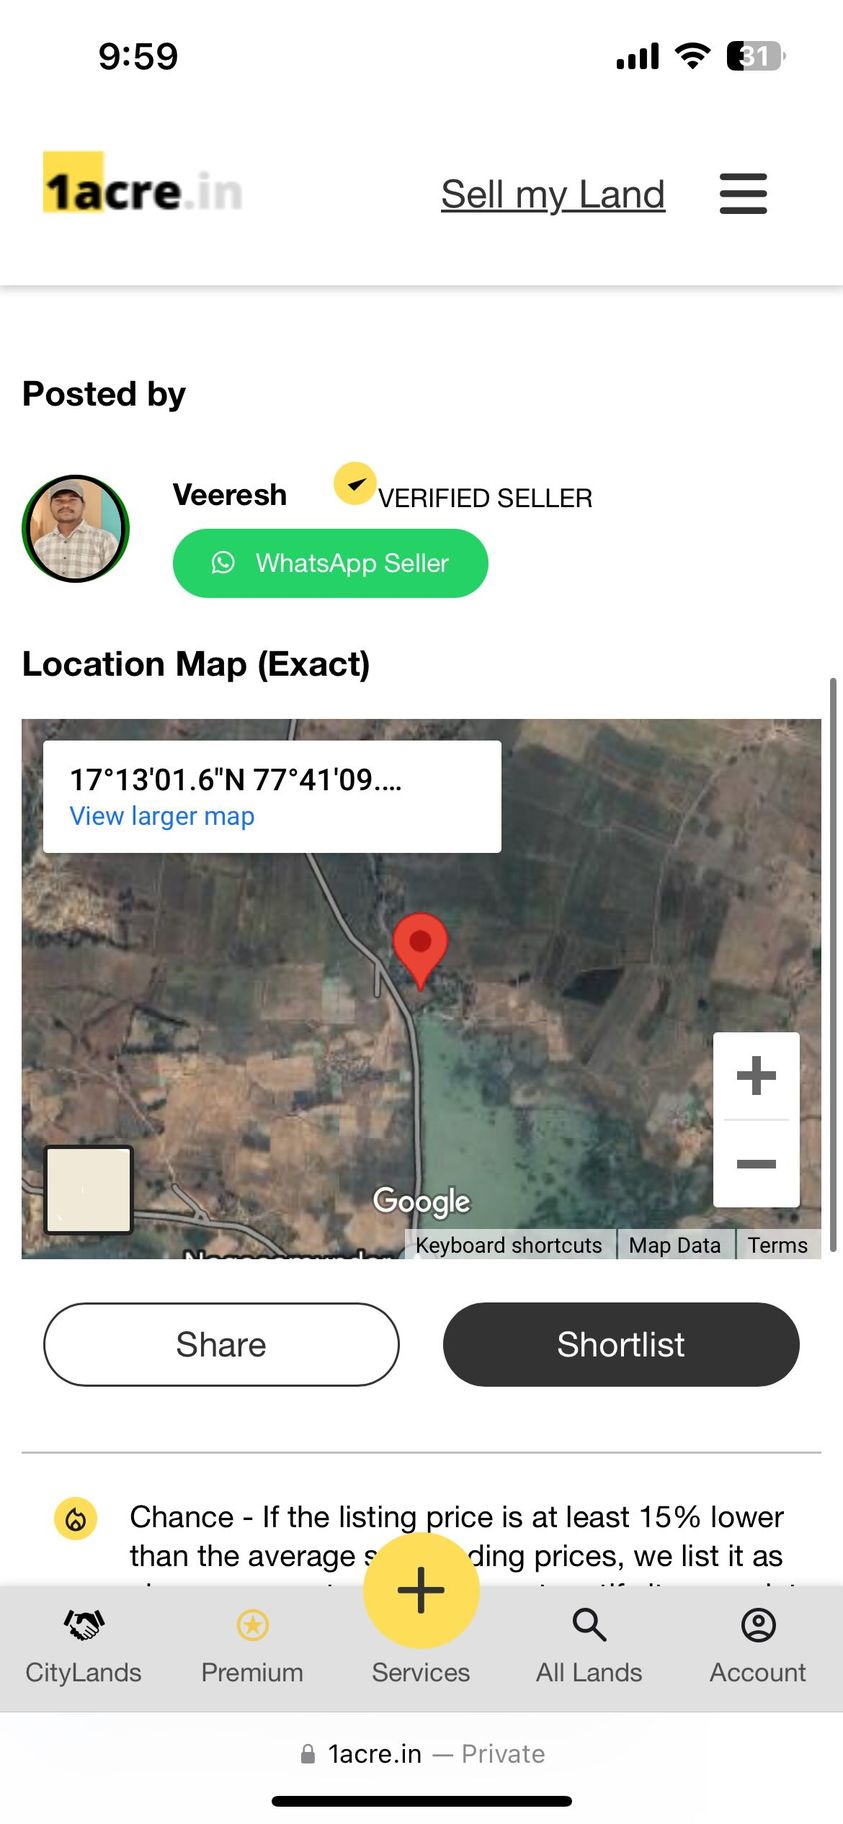 9:59
31
1acre.in
Sell my Land
Posted by
Veeresh
VERIFIED SELLER
WhatsApp Seller
Location Map (Exact)
17°13'01.6"N 77°41'09....
View larger map
Google
Keyboard shortcuts
Map Data
Terms
Share
Shortlist
Chance - If the listing price is at least 15% lower
than the average ding prices, we list it as
CityLands
Premium
Services
All Lands
Account
1acre.in — Private